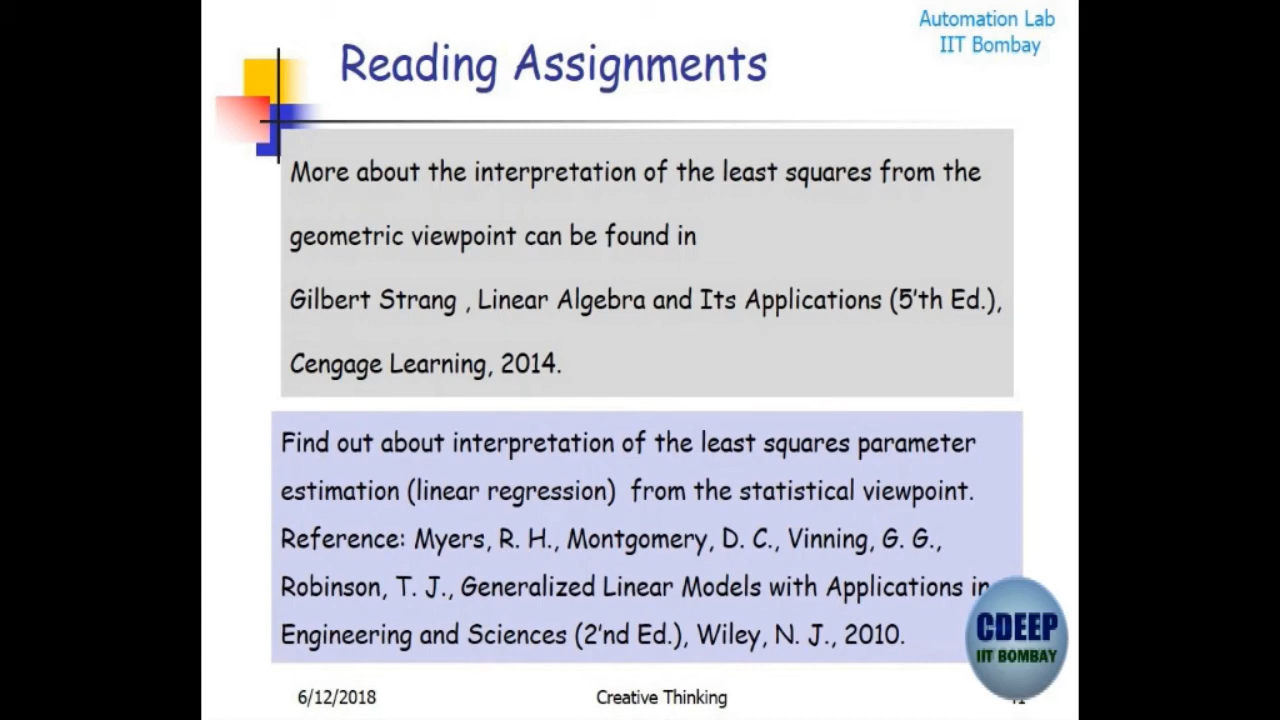 Automation Lab
IIT Bombay
Reading Assignments
More about the interpretation of the least squares from the
geometric viewpoint can be found in
Gilbert Strang , Linear Algebra and Its Applications (5'th Ed.),
Cengage Learning, 2014.
Find out about interpretation of the least squares parameter
estimation (linear regression) from the statistical viewpoint.
Reference: Myers, R. H., Montgomery, D. C., Vinning, G. G.,
Robinson, T. J., Generalized Linear Models with Applications in
Engineering and Sciences (2'nd Ed.), Wiley, N. J., 2010.
CDEEP
IIT BOMBAY
6/12/2018
Creative Thinking